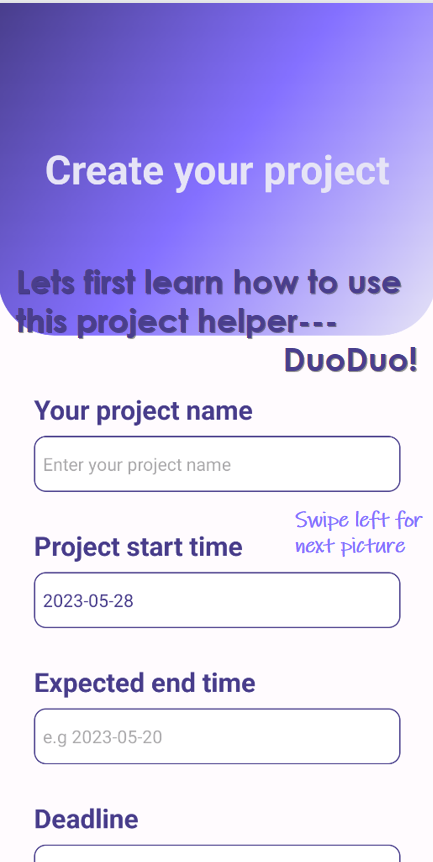 Create your project
Lets first learn how to use
this project helper---
DuoDuo!
Your project name
Enter your project name
Swipe left for
next picture
Project start time
2023-05-28
Expected end time
e.g 2023-05-20
Deadline